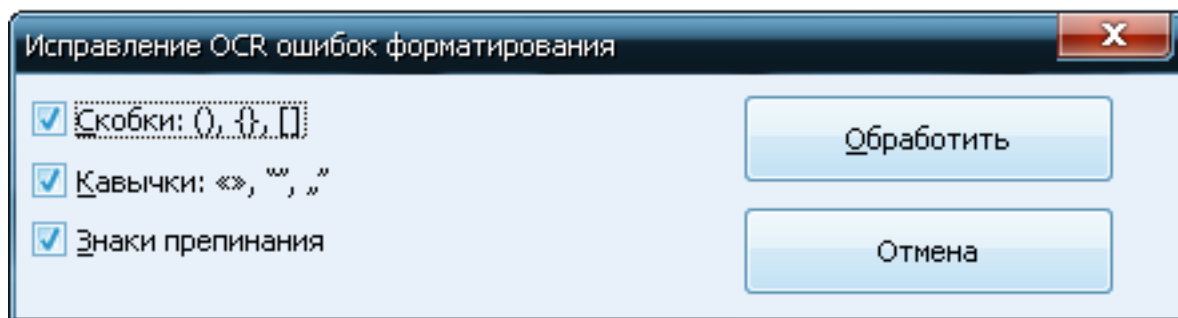 Исправление OCR ошибок форматирования
Скобки: (), {}, []
Кавычки: «», "", „”
Знаки препинания
Обработить
Отмена